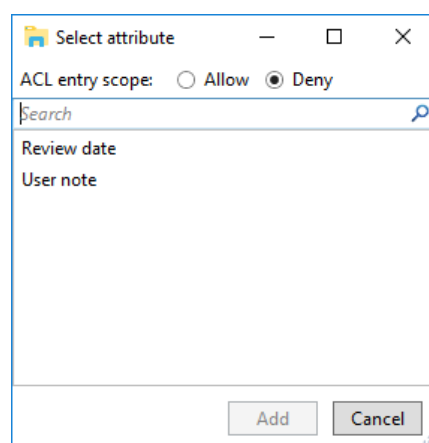 Select attribute
ACL entry scope: Allow Deny
Search
Review date
User note
Add Cancel